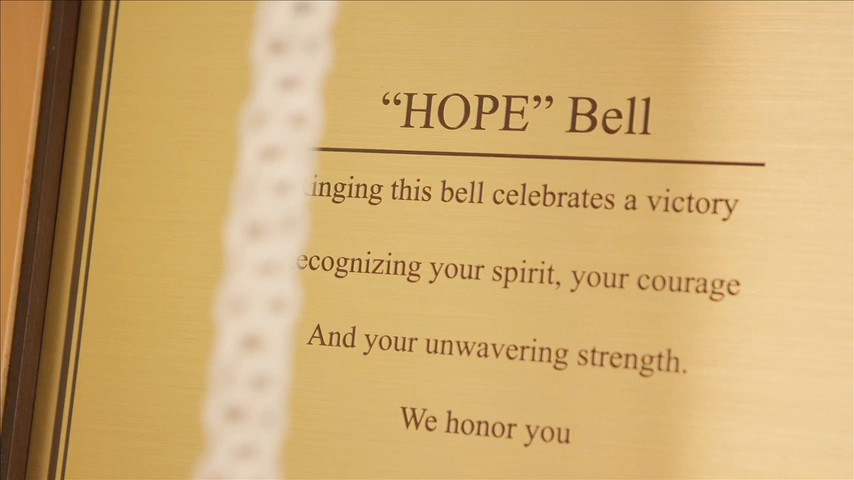 “HOPE” Bell
inging this bell celebrates a victory
ecognizing your spirit, your courage
And your unwavering strength.
We honor you